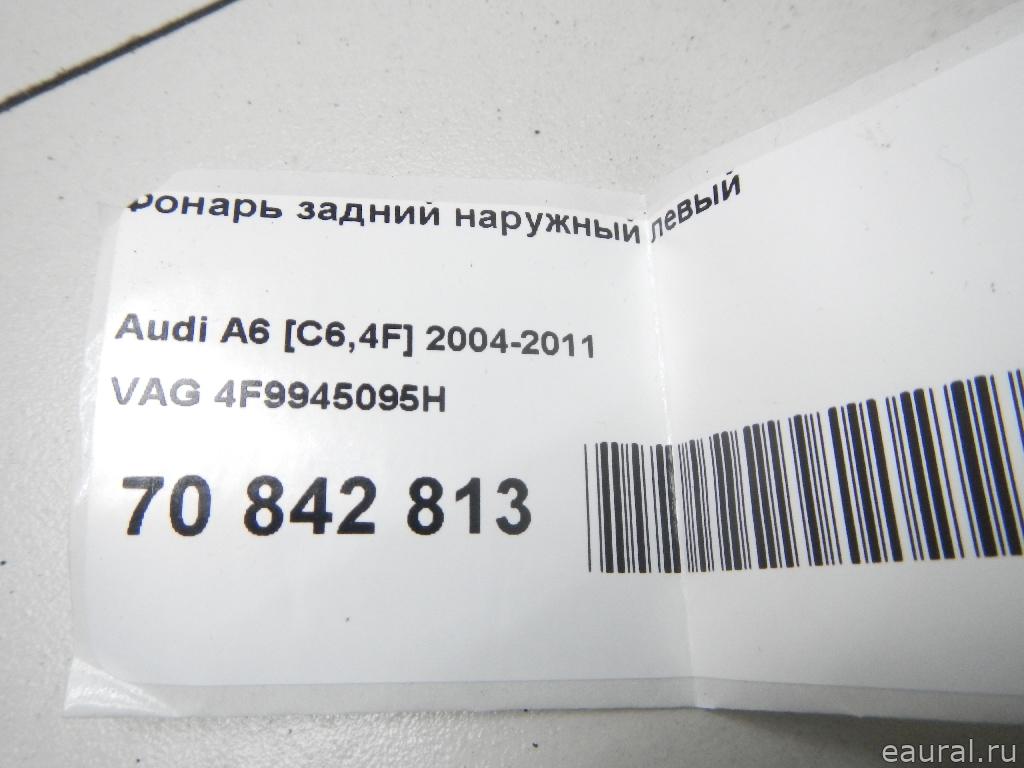 Фонарь задний наружный левый
Audi A6 [C6,4F] 2004-2011
VAG 4F9945095H
70 842 813
eaural.ru